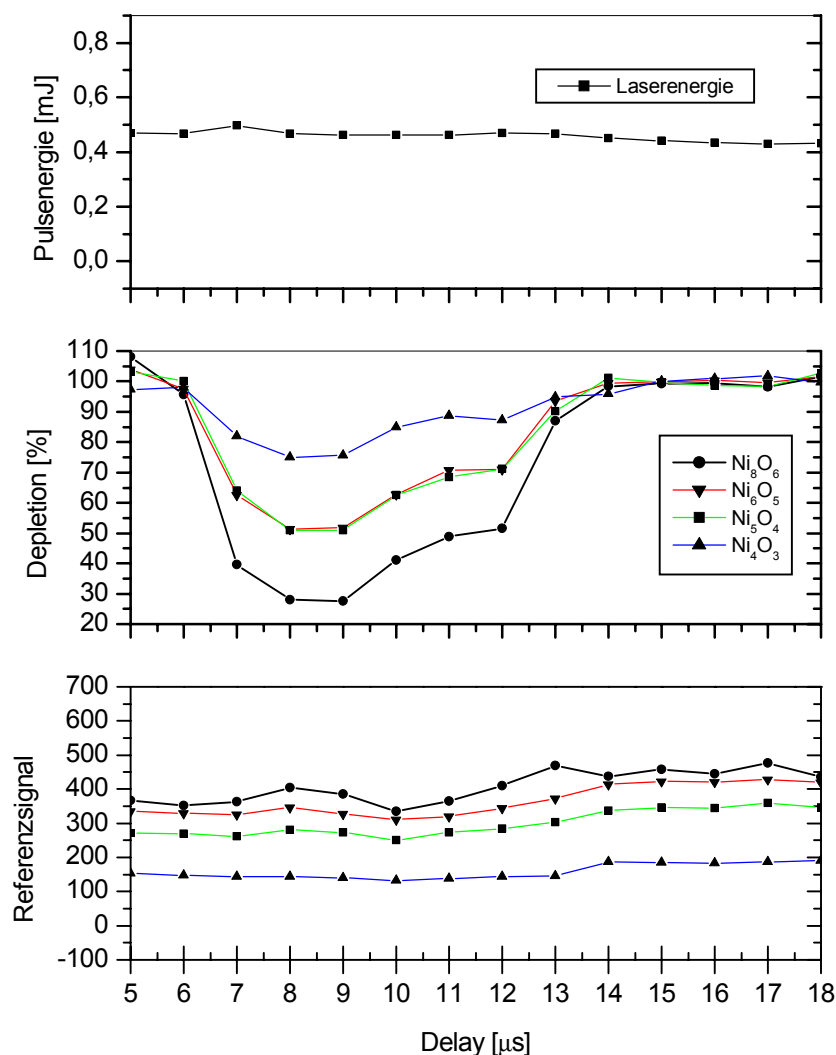 Pulsenergie [mJ]
0,8
0,6
0,4
0,2
0,0
Laserenergie
Depletion [%]
110
100
90
80
70
60
50
40
30
20
Ni₈O₆
Ni₆O₅
Ni₅O₄
Ni₄O₃
Referenzsignal
700
600
500
400
300
200
100
0
-100
5 6 7 8 9 10 11 12 13 14 15 16 17 18
Delay [μs]